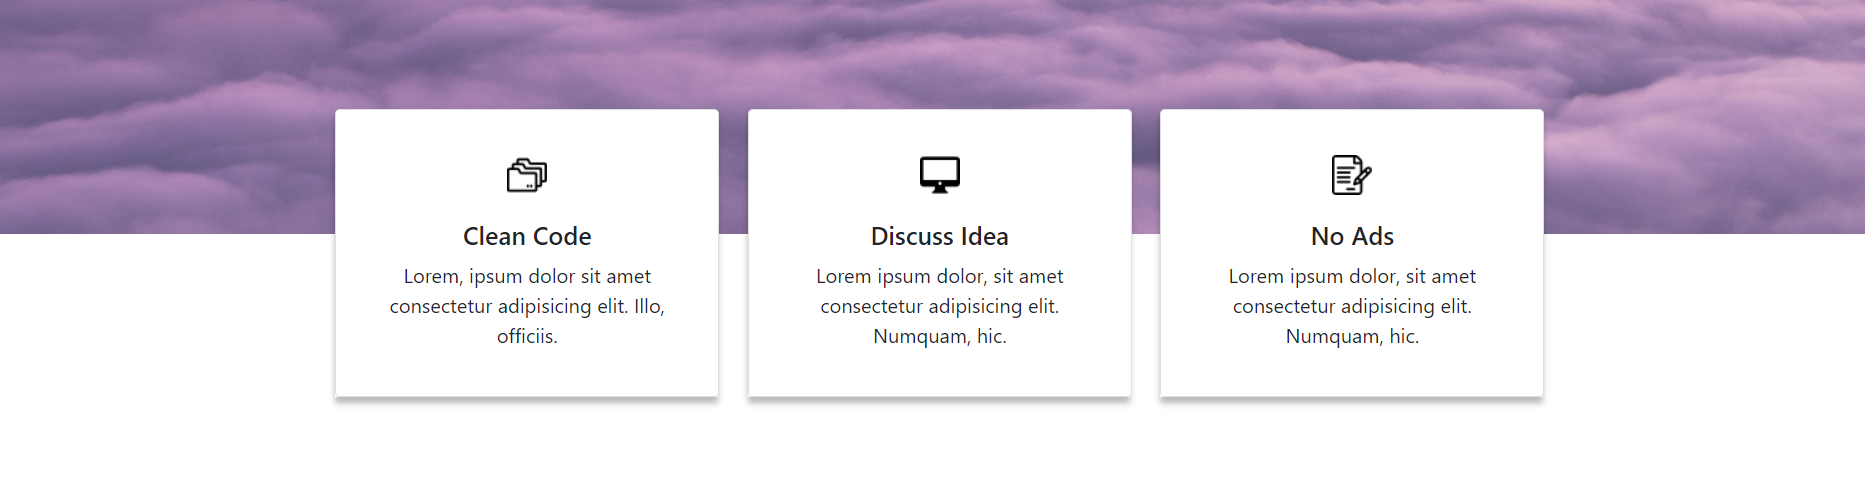 Clean Code
Lorem, ipsum dolor sit amet
consectetur adipisicing elit. Illo,
officiis.
Discuss Idea
Lorem ipsum dolor, sit amet
consectetur adipisicing elit.
Numquam, hic.
No Ads
Lorem ipsum dolor, sit amet
consectetur adipisicing elit.
Numquam, hic.